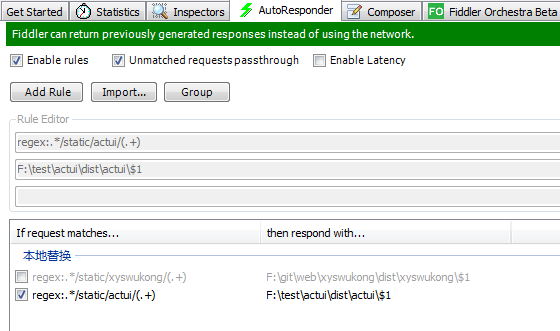 Get Started Statistics Inspectors AutoResponder Composer FO Fiddler Orchestra Beta
Fiddler can return previously generated responses instead of using the network.
Enable rules Unmatched requests passthrough Enable Latency
Add Rule Import... Group
Rule Editor
regex:.*/static/actui/(.+)
F:\test\actui\dist\actui\$1
If request matches... then respond with...
本地替换
regex:.*/static/xyswukong/(.+) F:\git\web\xyswukong\dist\xyswukong\$1
regex:.*/static/actui/(.+) F:\test\actui\dist\actui\$1